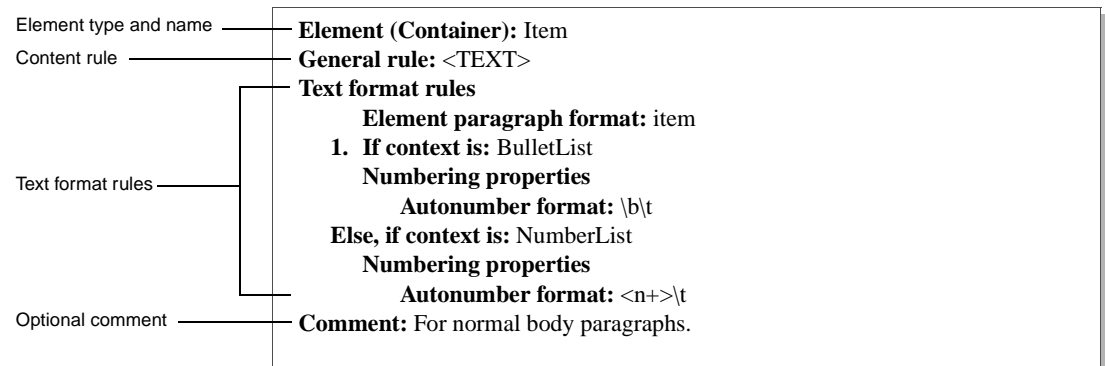 Element type and name
Element (Container): Item
Content rule
General rule: <TEXT>
Text format rules
Element paragraph format: item
1. If context is: BulletList
Numbering properties
Text format rules
Autonumber format: \b\t
Else, if context is: NumberList
Numbering properties
Autonumber format: <n+>\t
Optional comment
Comment: For normal body paragraphs.